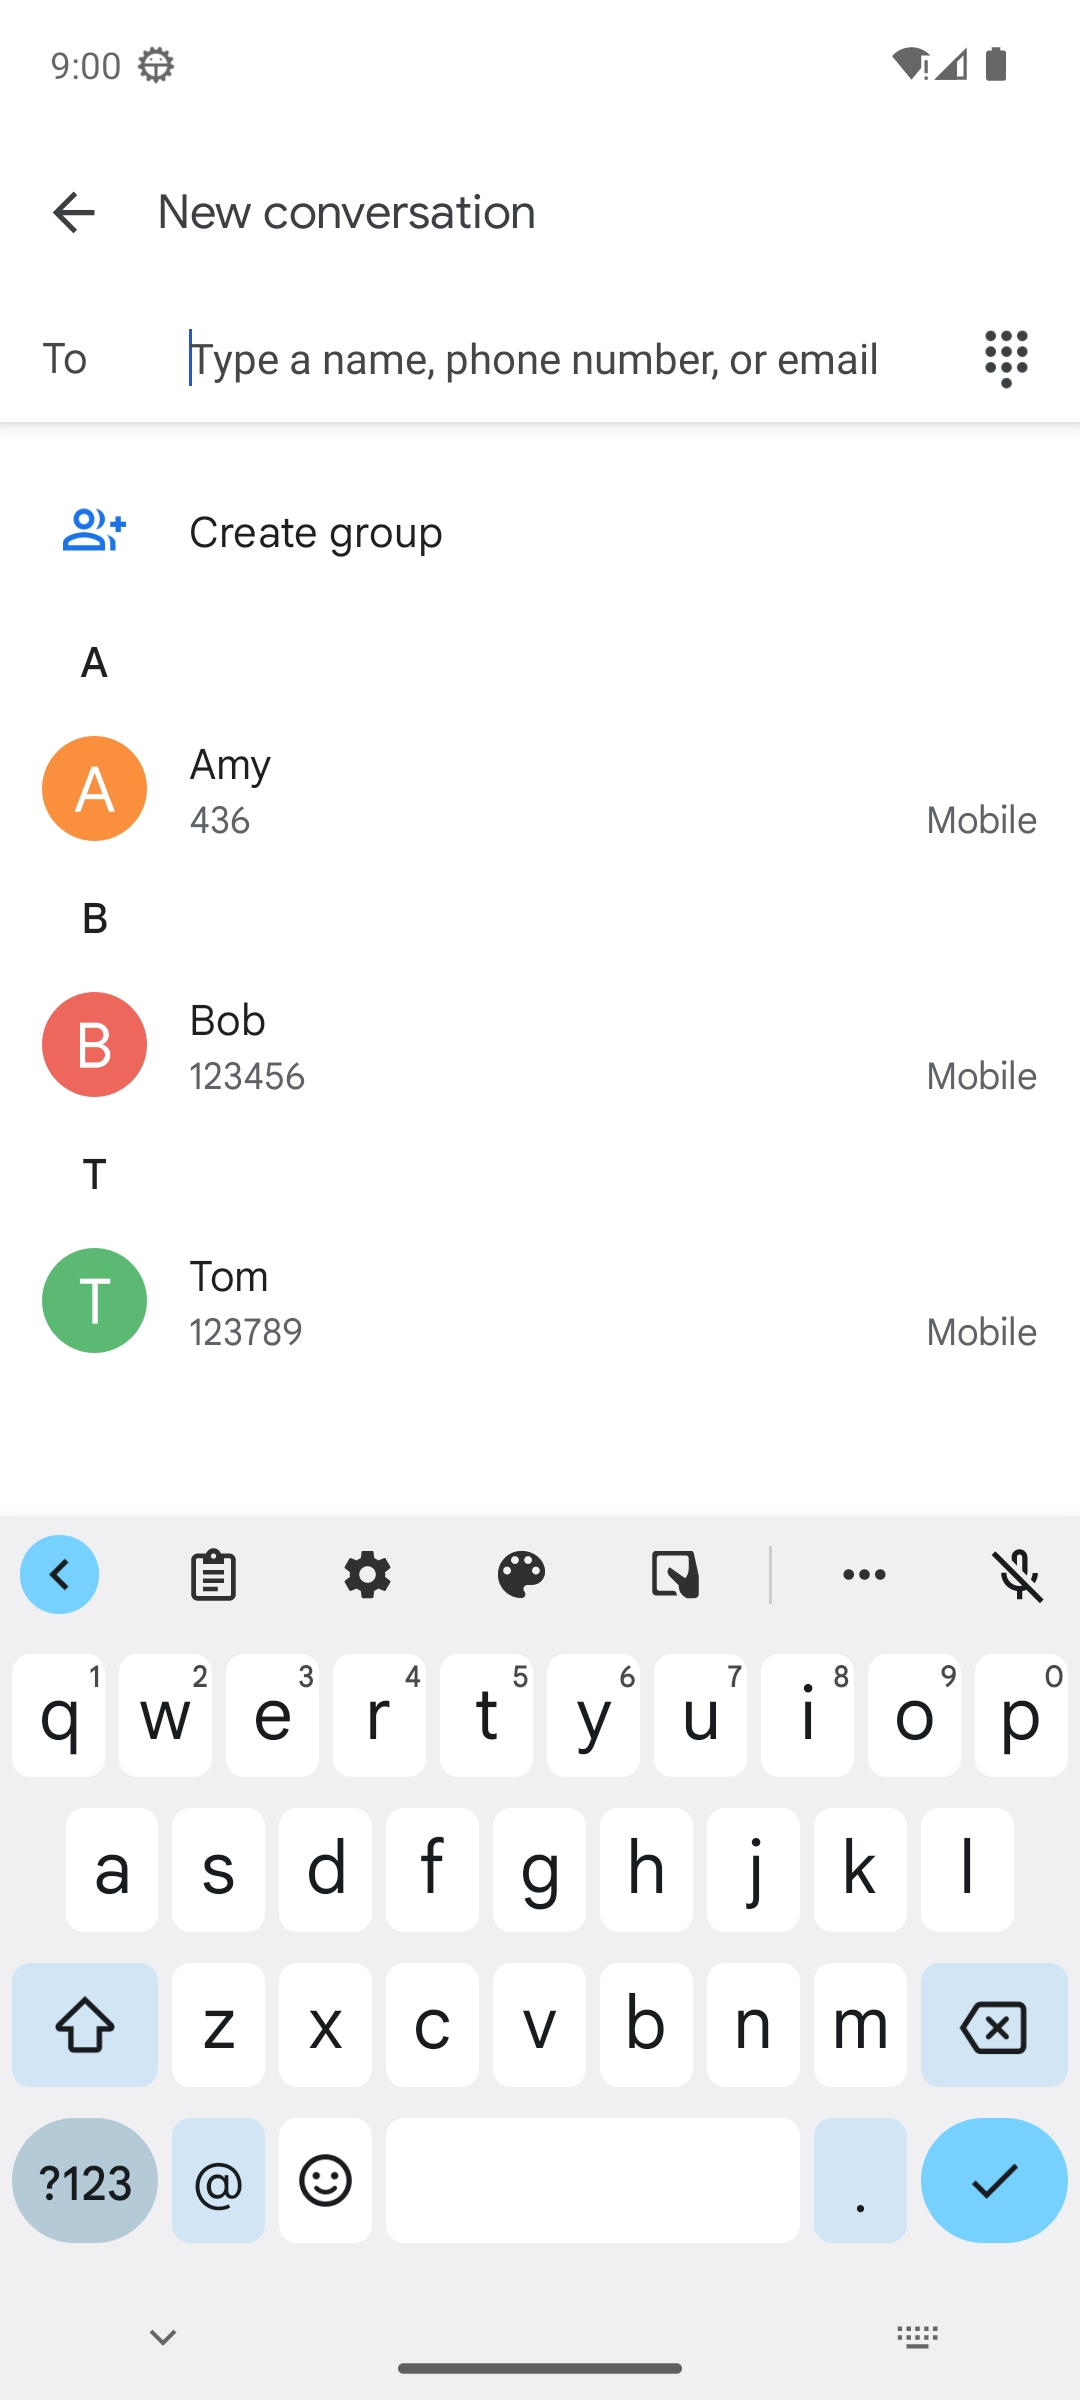 9:00
New conversation
To Type a name, phone number, or email
Create group
A
A Amy
436 Mobile
B
B Bob
123456 Mobile
T
T Tom
123789 Mobile
q1 w2 e3 r4 t5 y6 u7 i8 o9 p0
a s d f g h j k l
z x c v b n m
?123 @ .